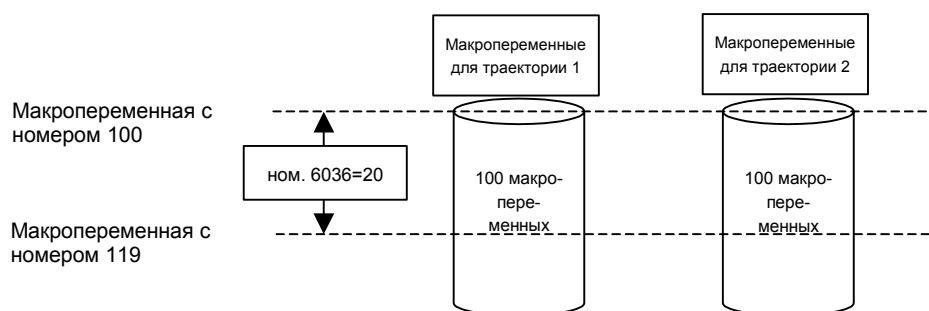 Макропеременные
для траектории 1
Макропеременные
для траектории 2
Макропеременная с
номером 100
ном. 6036=20
100 макро-
пере-
менных
100 макро-
пере-
менных
Макропеременная с
номером 119